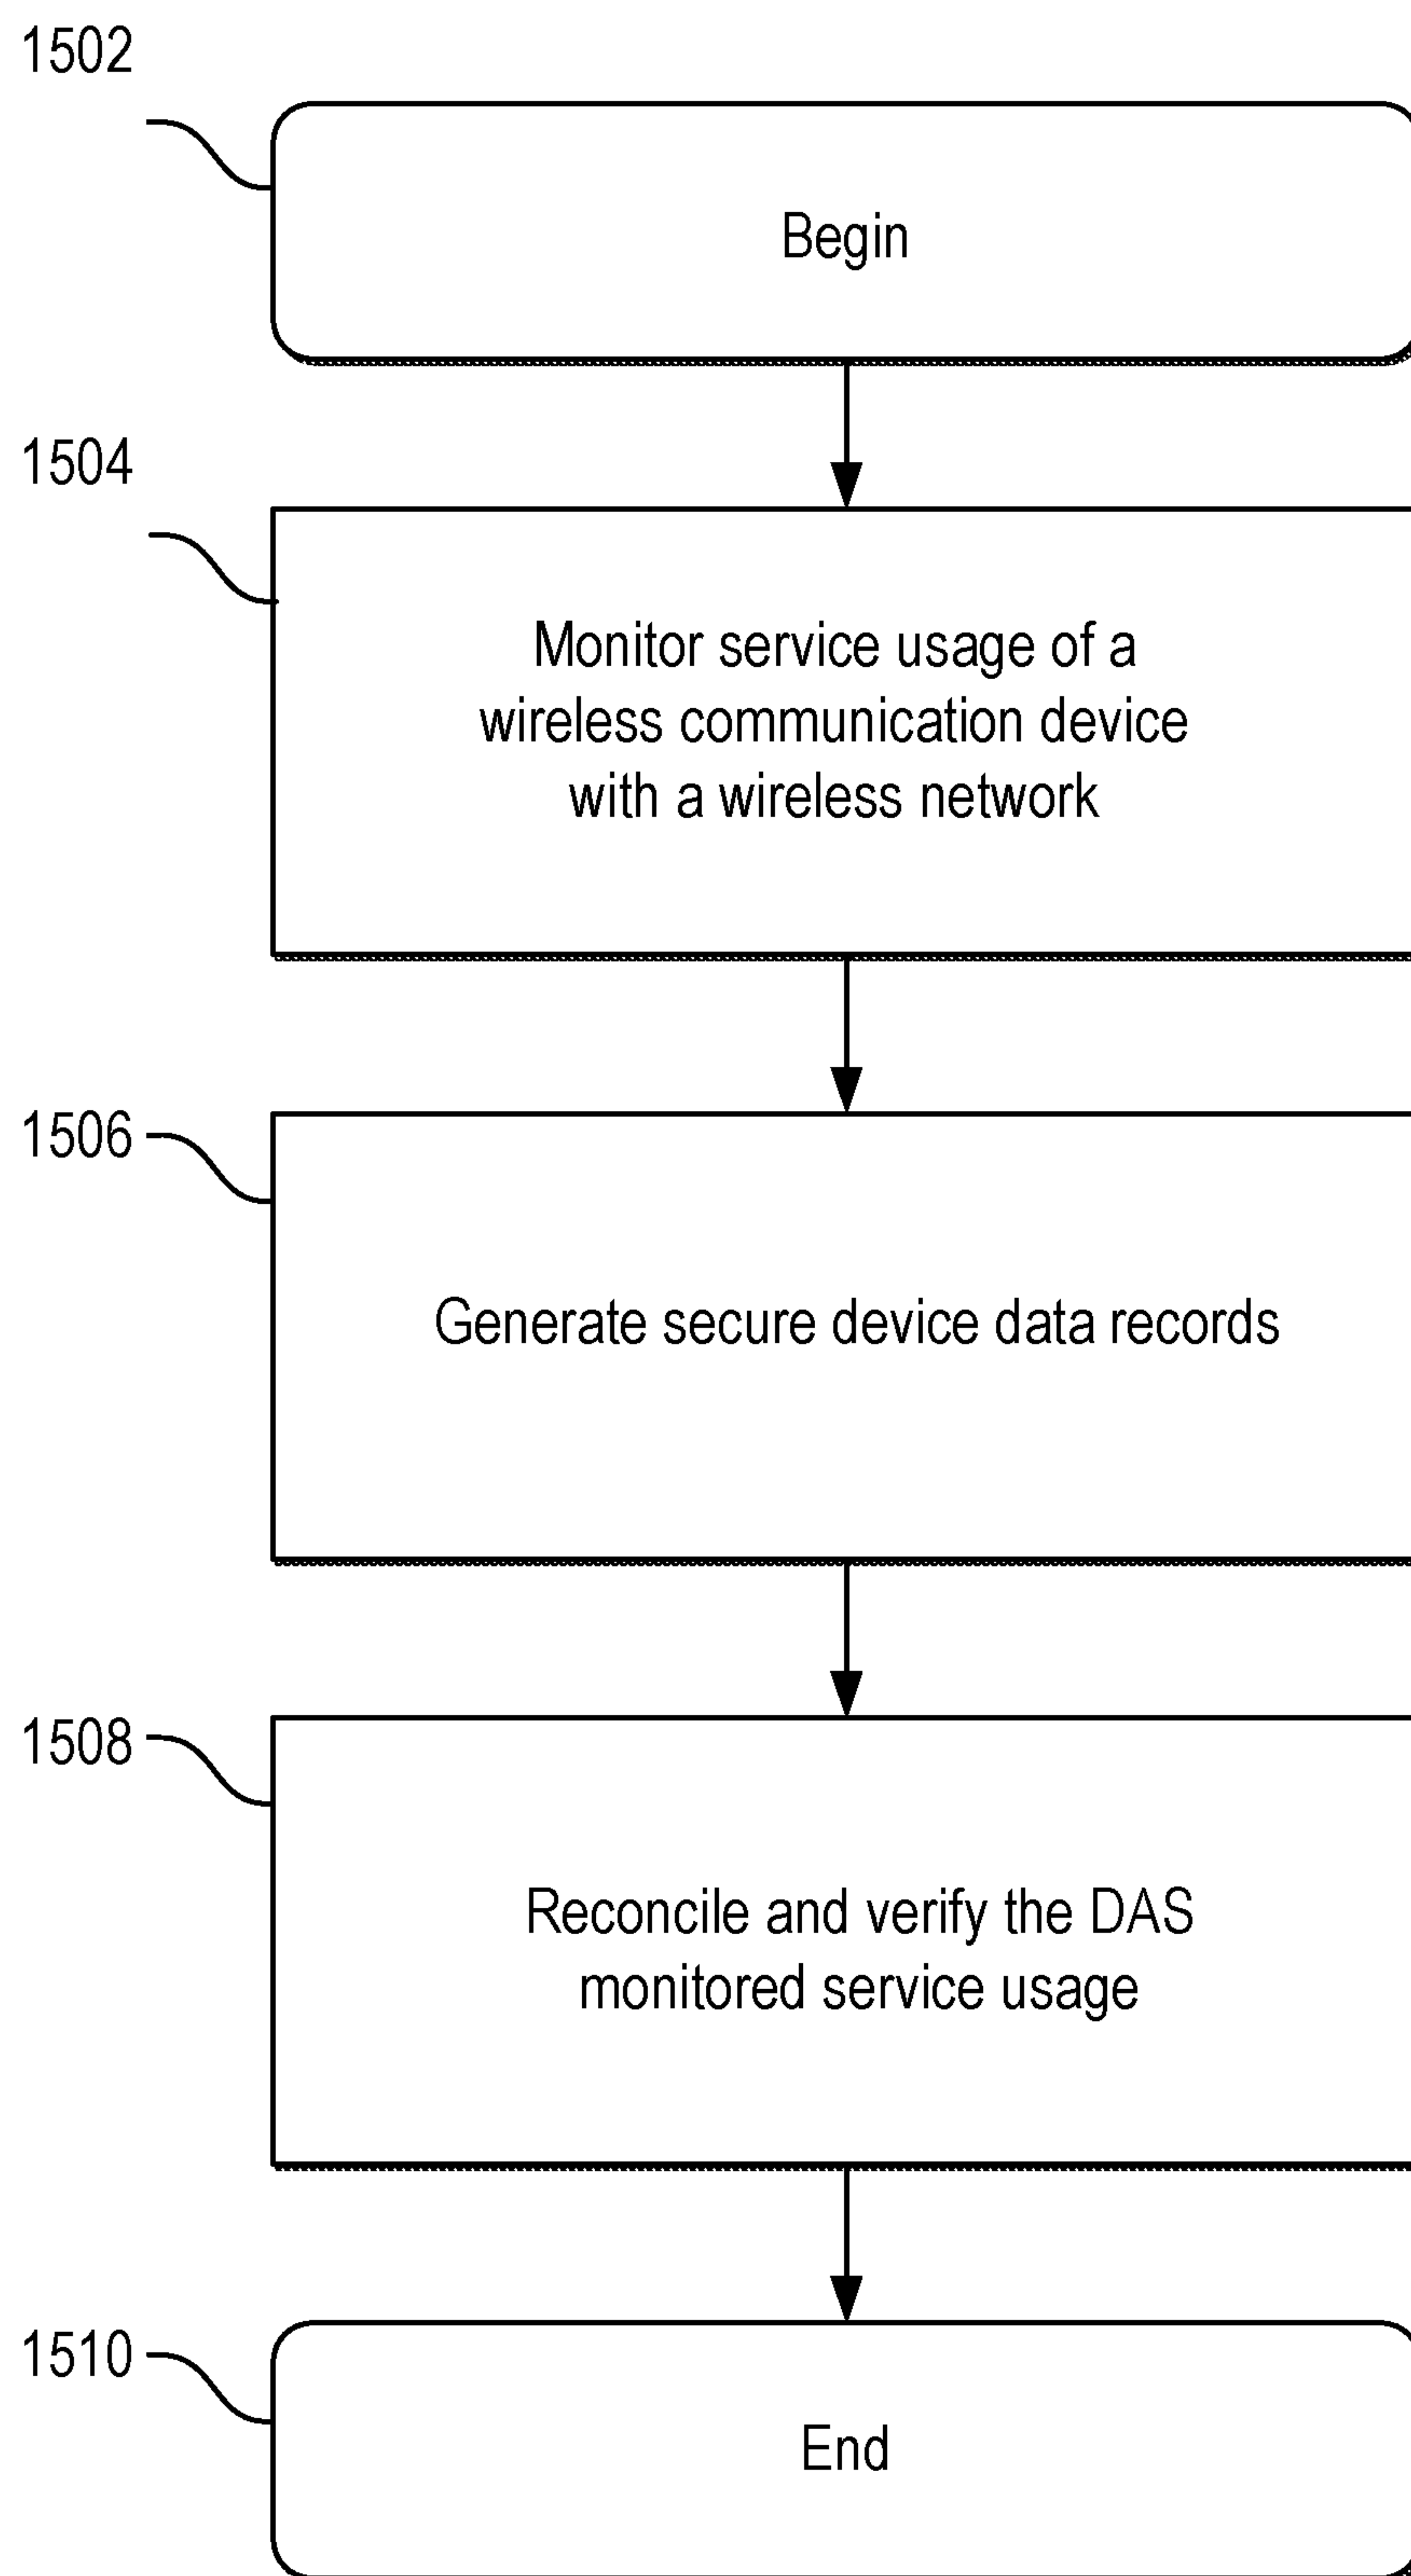 1502
Begin
1504
Monitor service usage of a
wireless communication device
with a wireless network
1506
Generate secure device data records
1508
Reconcile and verify the DAS
monitored service usage
1510
End